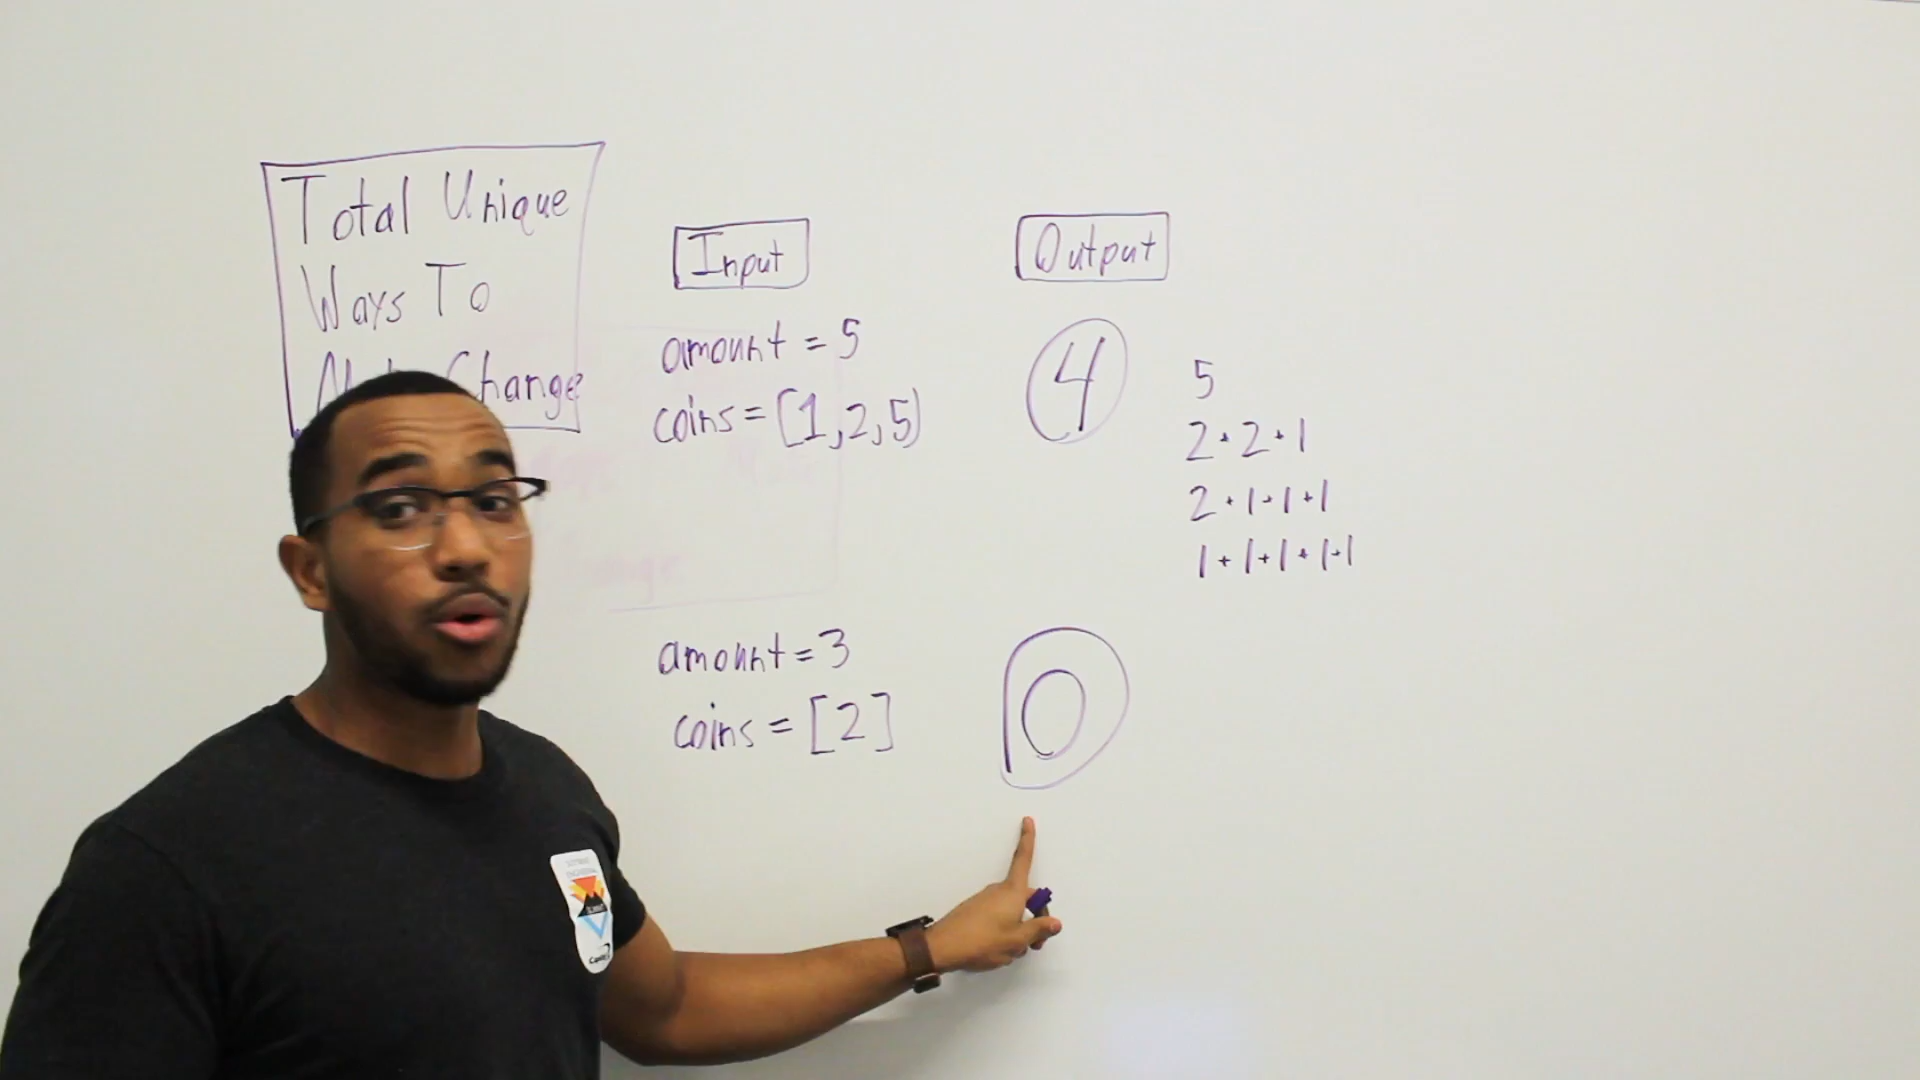 Total Unique
Ways To
Change
Input
amount = 5
coins = [1,2,5]
amount = 3
coins = [2]
Output
4
5
2+2+1
2+1+1+1
1+1+1+1+1
0